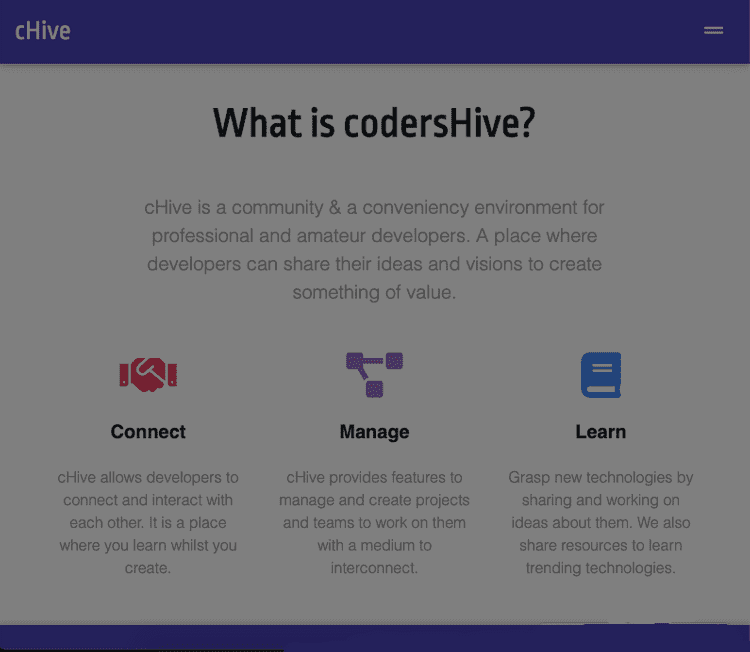 cHive
What is codersHive?
cHive is a community & a conveniency environment for
professional and amateur developers. A place where
developers can share their ideas and visions to create
something of value.
Connect
cHive allows developers to
connect and interact with
each other. It is a place
where you learn whilst you
create.
Manage
cHive provides features to
manage and create projects
and teams to work on them
with a medium to
interconnect.
Learn
Grasp new technologies by
sharing and working on
ideas about them. We also
share resources to learn
trending technologies.